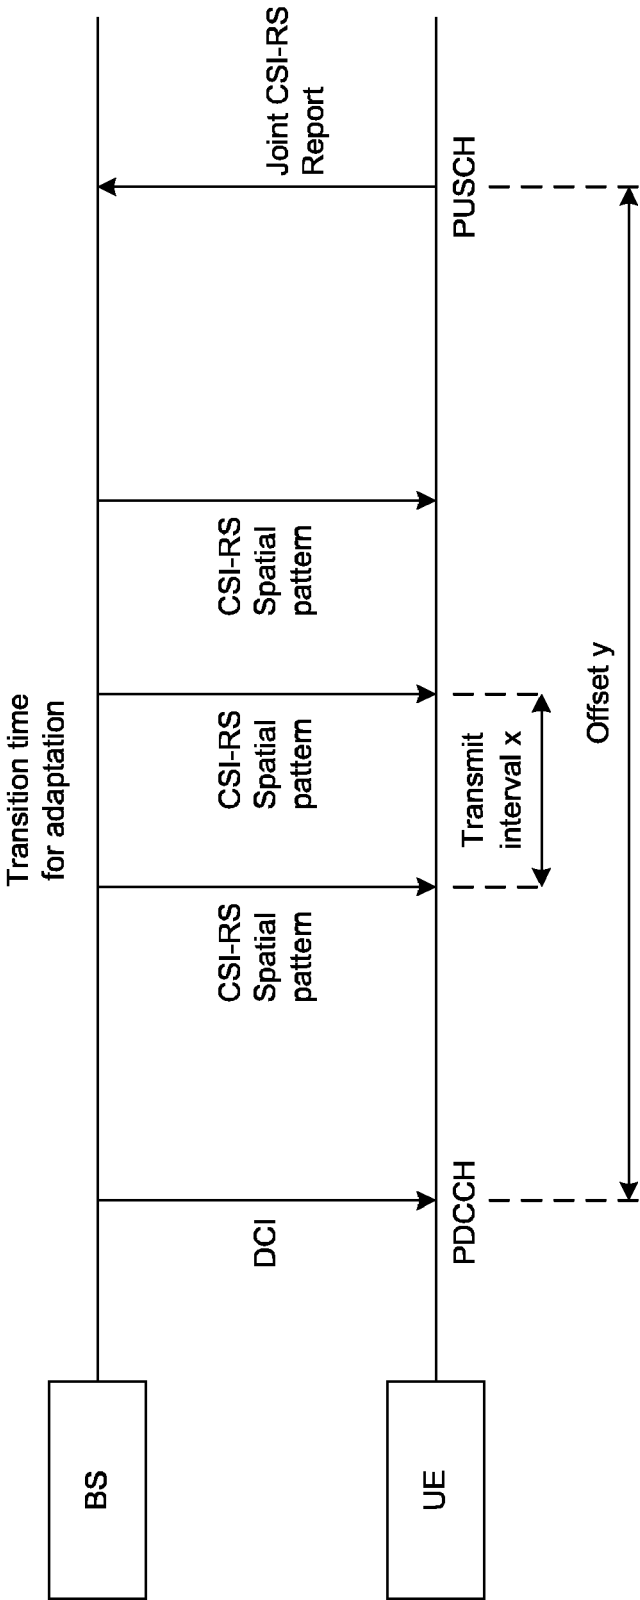 BS
UE
Transition time
for adaptation
DCI
CSI-RS
Spatial
pattern
CSI-RS
Spatial
pattern
CSI-RS
Spatial
pattern
Joint CSI-RS
Report
PDCCH
Transmit
interval x
PUSCH
Offset y